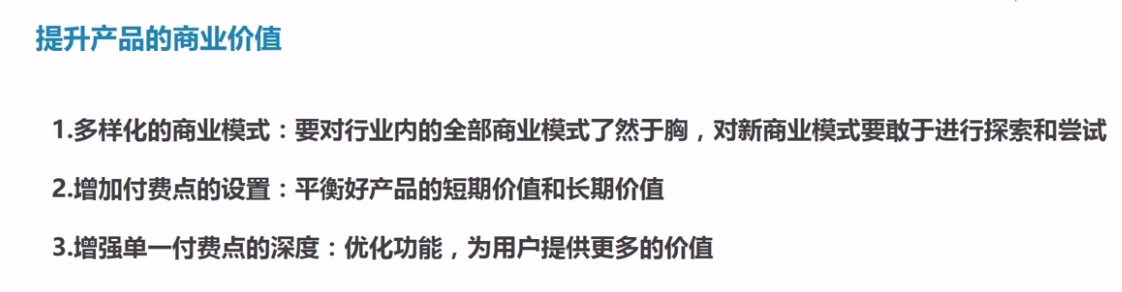 提升产品的商业价值
1.多样化的商业模式：要对行业内的全部商业模式了然于胸，对新商业模式要敢于进行探索和尝试
2.增加付费点的设置：平衡好产品的短期价值和长期价值
3.增强单一付费点的深度：优化功能，为用户提供更多的价值